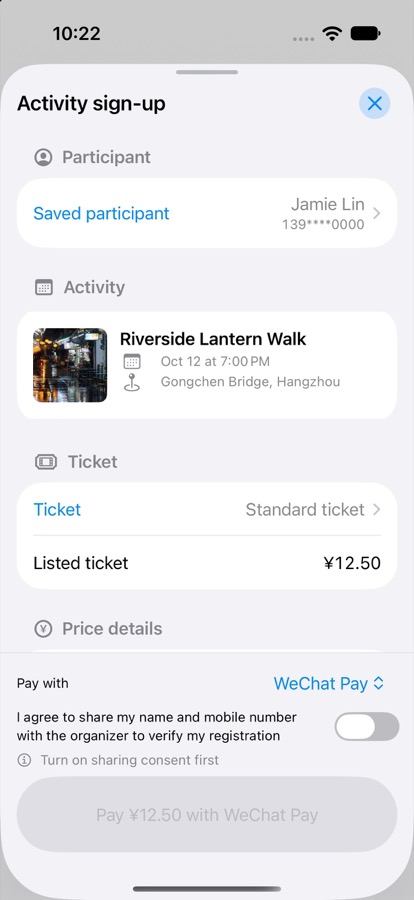 10:22
Activity sign-up
Participant
Saved participant
Jamie Lin
139****0000
Activity
Riverside Lantern Walk
Oct 12 at 7:00 PM
Gongchen Bridge, Hangzhou
Ticket
Ticket
Standard ticket
Listed ticket
¥12.50
Price details
Pay with
WeChat Pay
I agree to share my name and mobile number
with the organizer to verify my registration
Turn on sharing consent first
Pay ¥12.50 with WeChat Pay